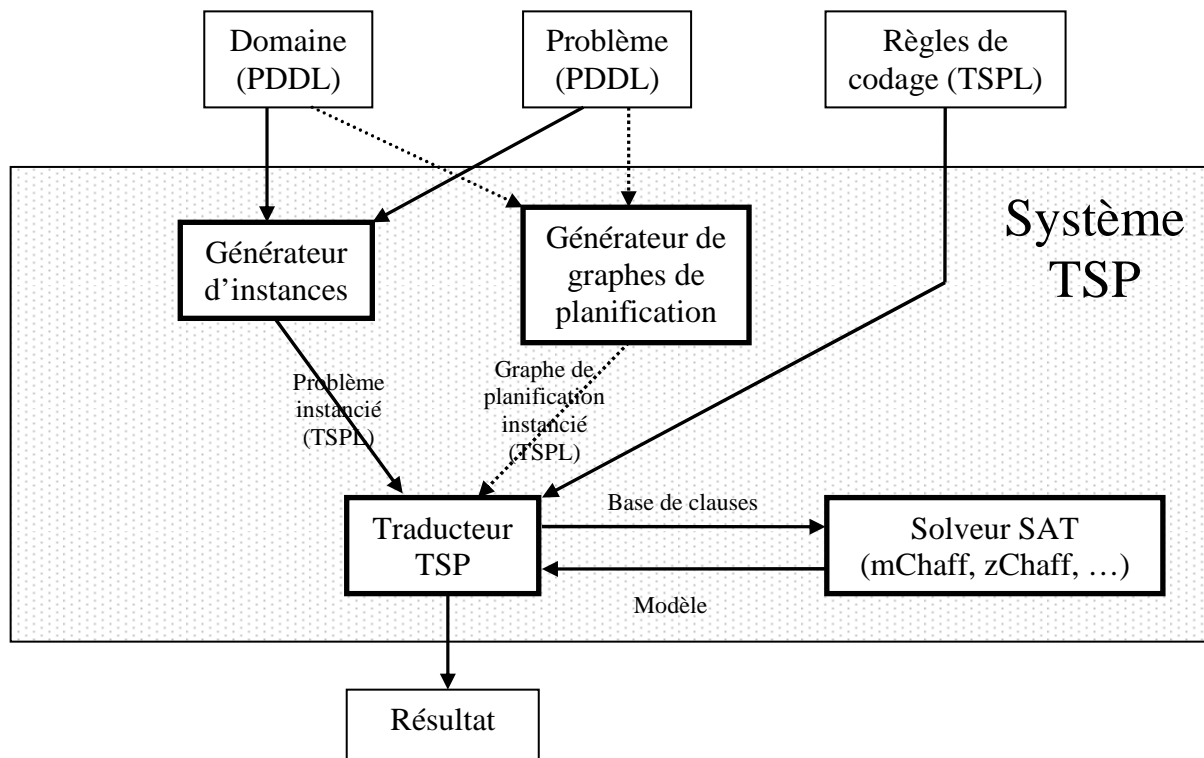 Domaine
(PDDL)
Problème
(PDDL)
Règles de
codage (TSPL)
Système
TSP
Générateur
d’instances
Générateur de
graphes de
planification
Problème
instancié
(TSPL)
Graphe de
planification
instancié
(TSPL)
Traducteur
TSP
Base de clauses
Solveur SAT
(mChaff, zChaff, …)
Modèle
Résultat